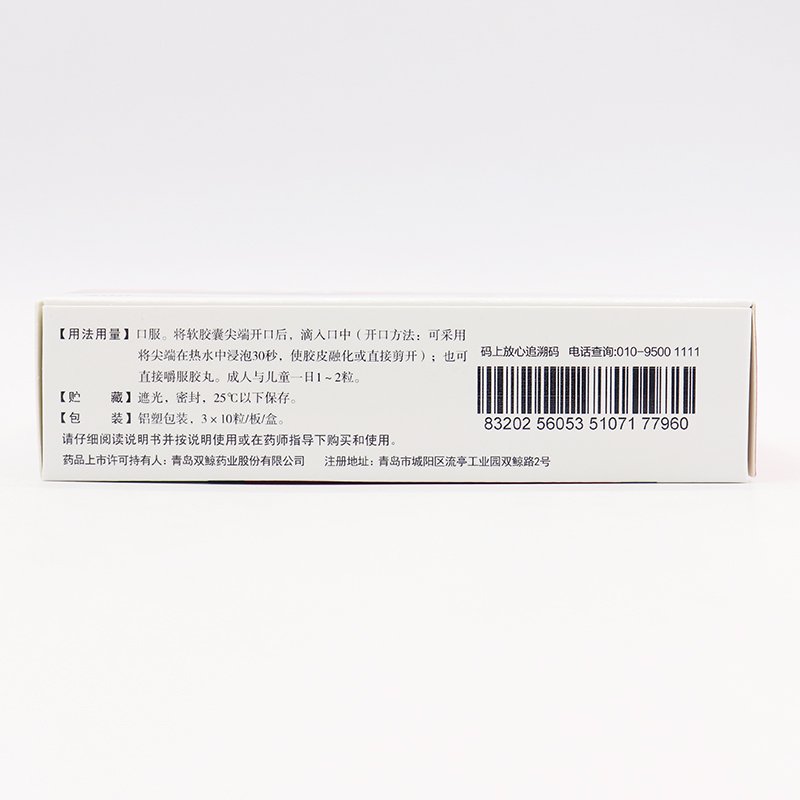 【用法用量】口服。将软胶囊尖端开口后，滴入口中（开口方法：可采用
将尖端在热水中浸泡30秒，使胶皮融化或直接剪开）；也可
直接嚼服胶丸。成人与儿童一日1～2粒。
【贮 藏】遮光，密封，25℃以下保存。
【包 装】铝塑包装，3×10粒/板/盒。
请仔细阅读说明书并按说明使用或在药师指导下购买和使用。
药品上市许可持有人：青岛双鲸药业股份有限公司 注册地址：青岛市城阳区流亭工业园双鲸路2号
码上放心追溯码 电话查询:010-9500 1111
83202 56053 51071 77960